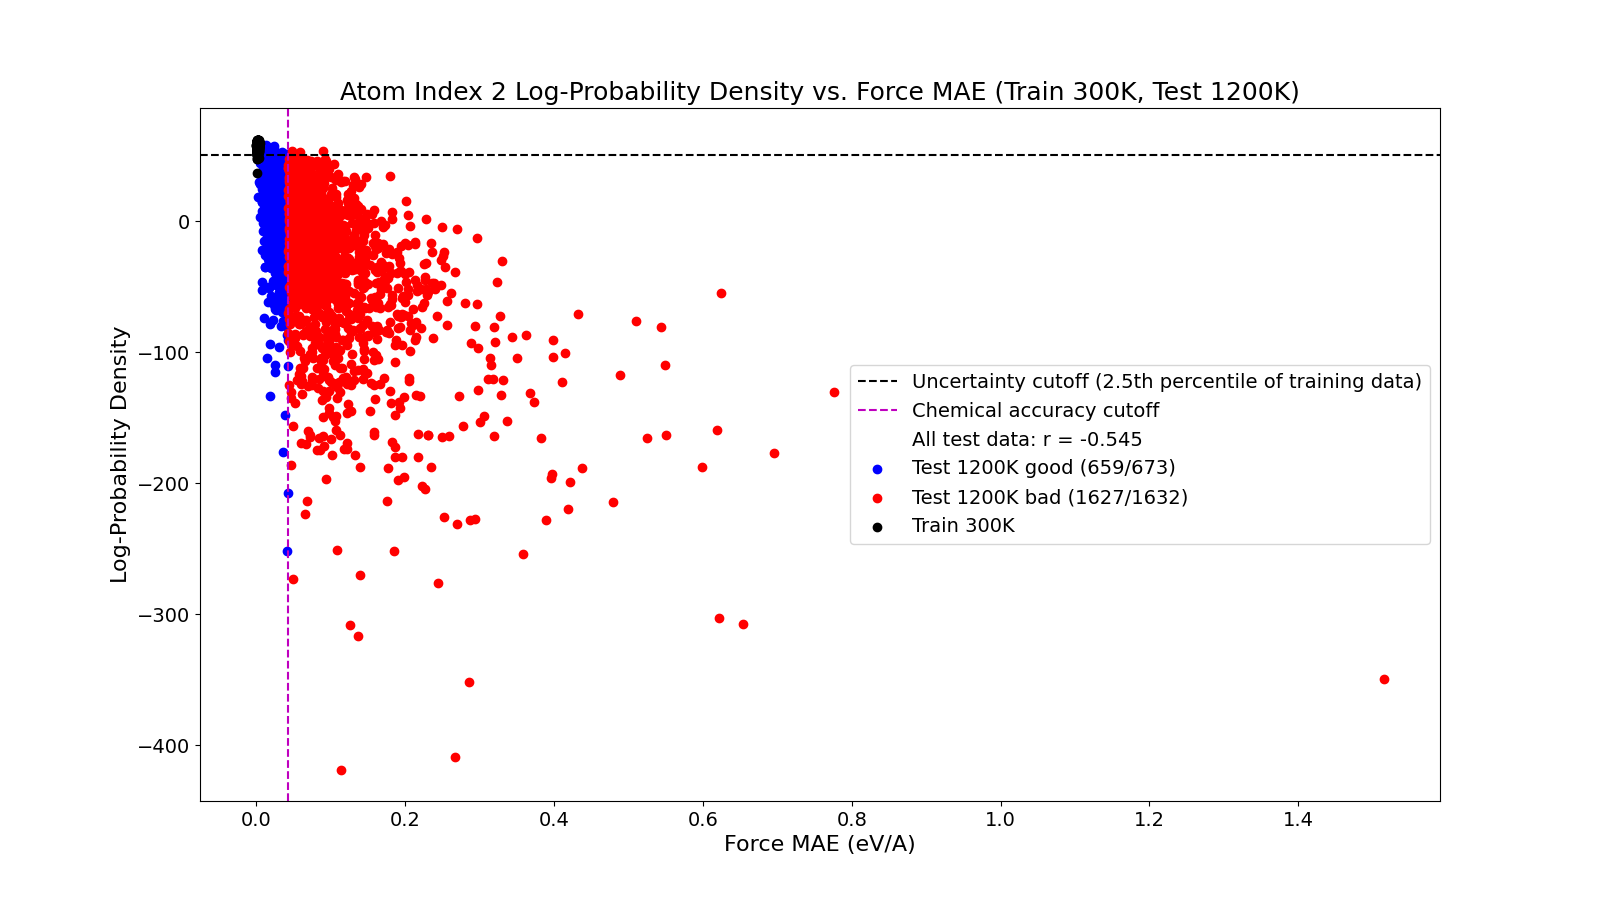 Atom Index 2 Log-Probability Density vs. Force MAE (Train 300K, Test 1200K)
Log-Probability Density
0
−100
−200
−300
−400
Uncertainty cutoff (2.5th percentile of training data)
Chemical accuracy cutoff
All test data: r = -0.545
Test 1200K good (659/673)
Test 1200K bad (1627/1632)
Train 300K
0.0 0.2 0.4 0.6 0.8 1.0 1.2 1.4
Force MAE (eV/A)